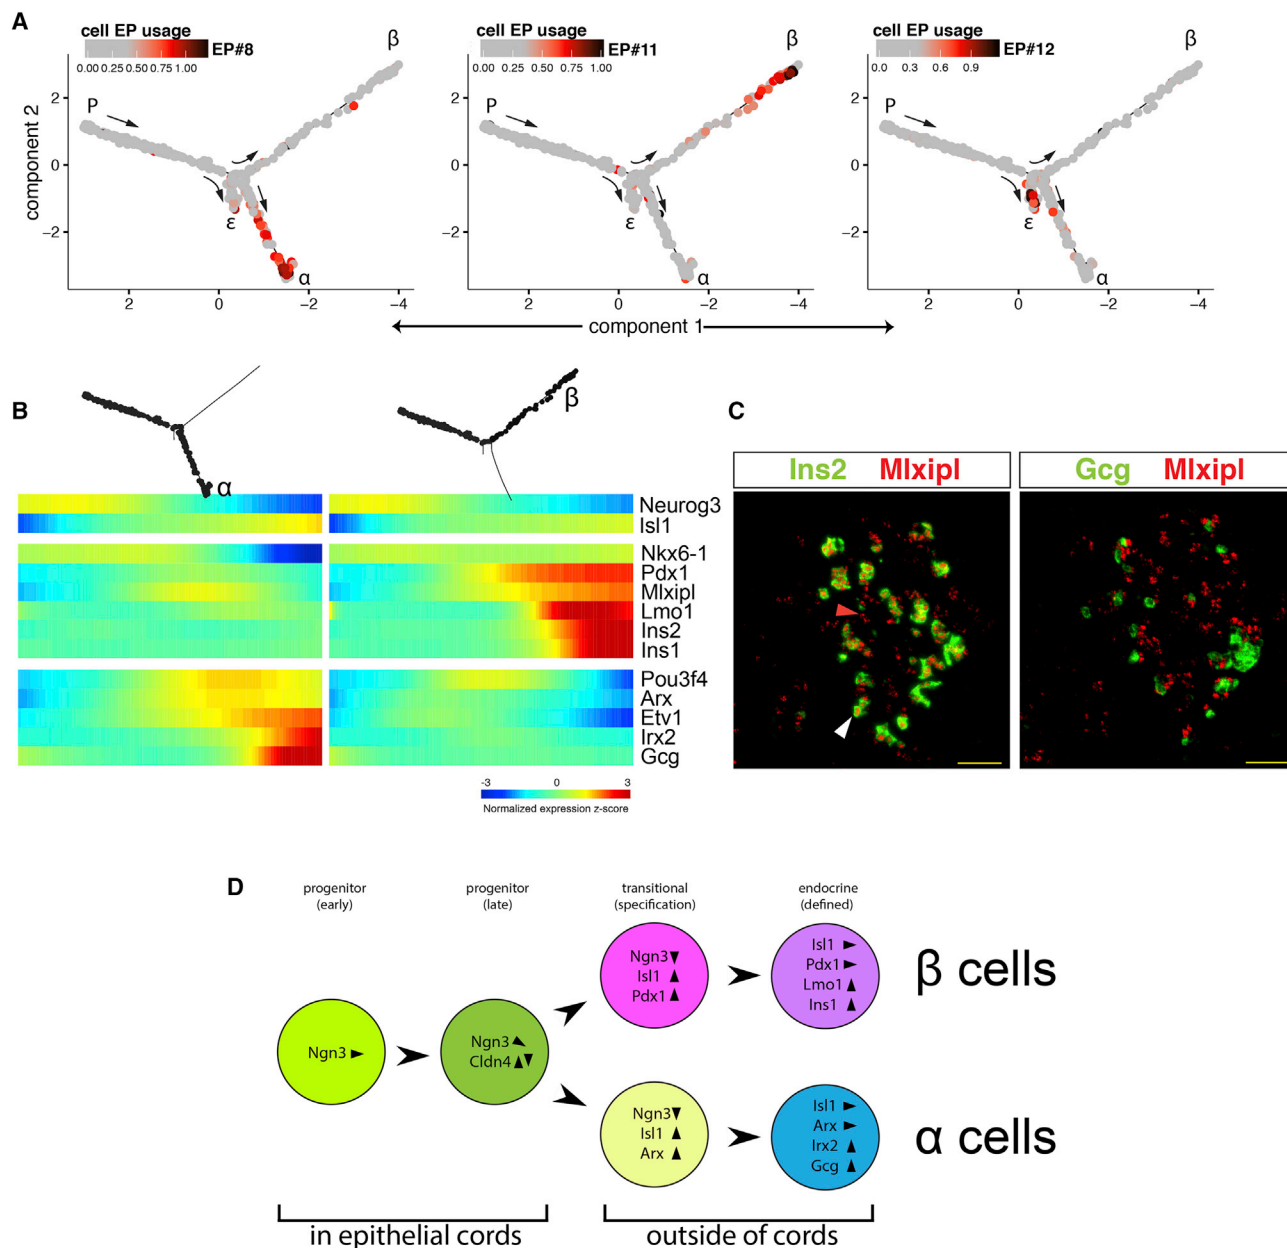 A
cell EP usage
EP#8
0.00 0.25 0.50 0.75 1.00
β
cell EP usage
EP#11
0.00 0.25 0.50 0.75 1.00
β
cell EP usage
EP#12
0.0 0.3 0.6 0.9
β
component 2
2
0
−2
P
ε
α
2 0 −2 −4
P
ε
α
2 0 −2 −4
2
0
−2
P
ε
α
2 0 −2 −4
component 1
B
α
β
Neurog3
Isl1
Nkx6-1
Pdx1
Mlxipl
Lmo1
Ins2
Ins1
Pou3f4
Arx
Etv1
Irx2
Gcg
-3 0 3
Normalized expression z-score
C
Ins2 Mlxipl
Gcg Mlxipl
D
progenitor
(early)
progenitor
(late)
transitional
(specification)
endocrine
(defined)
Ngn3 ►
Ngn3 ◥
Cldn4 ▲▼
Ngn3 ▼
Isl1 ▲
Pdx1 ▲
Isl1 ►
Pdx1 ►
Lmo1 ▲
Ins1 ▲
β cells
Ngn3 ▼
Isl1 ▲
Arx ▲
Isl1 ►
Arx ►
Irx2 ▲
Gcg ▲
α cells
in epithelial cords
outside of cords